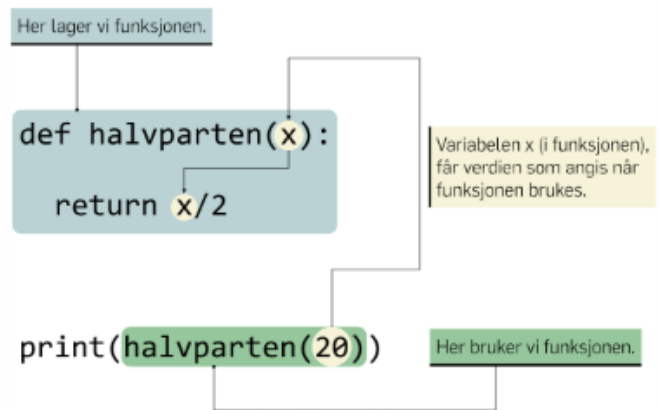 Her lager vi funksjonen.
def halvparten(x):
return x/2
Variabelen x (i funksjonen),
får verdien som angis når
funksjonen brukes.
print(halvparten(20))
Her bruker vi funksjonen.